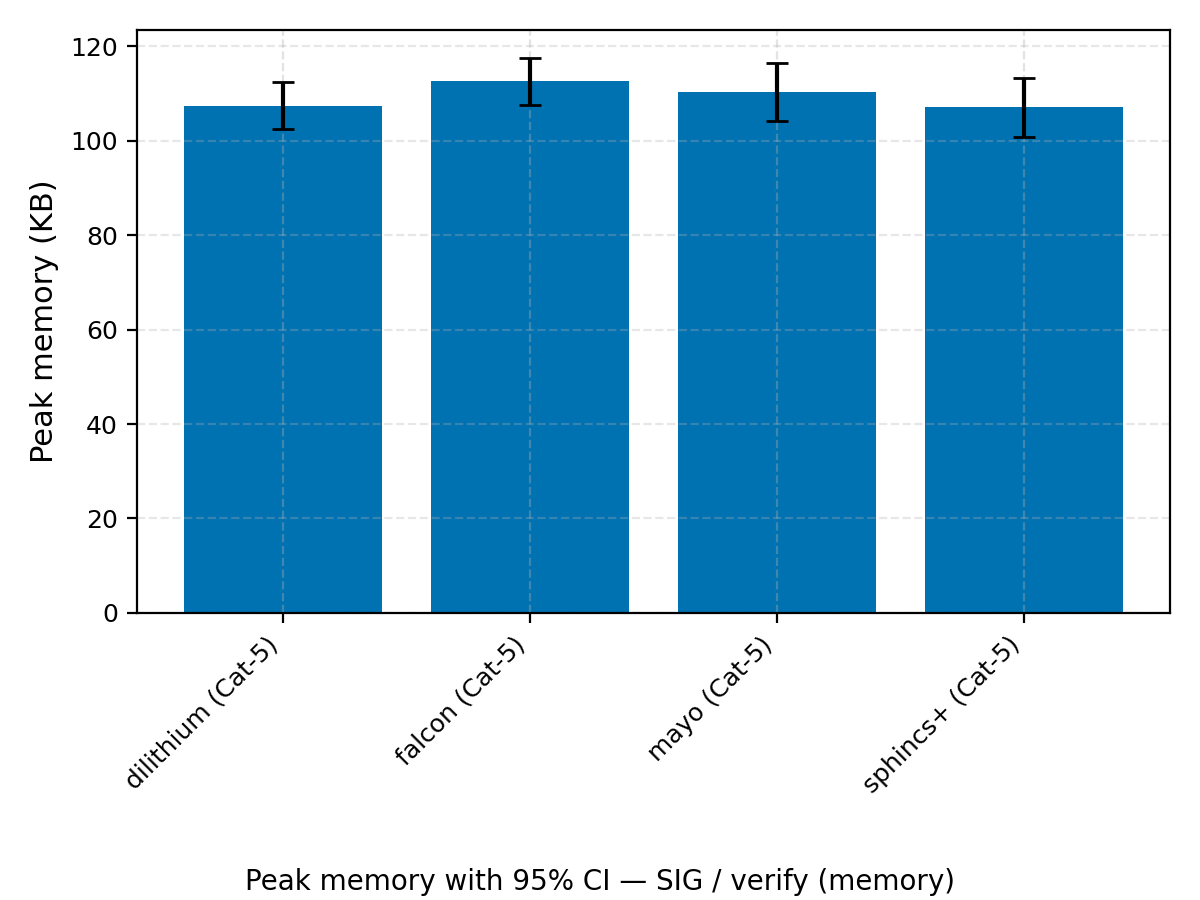 120
100
80
60
40
20
0
Peak memory (KB)
dilithium (Cat-5)
falcon (Cat-5)
mayo (Cat-5)
sphincs+ (Cat-5)
Peak memory with 95% CI — SIG / verify (memory)